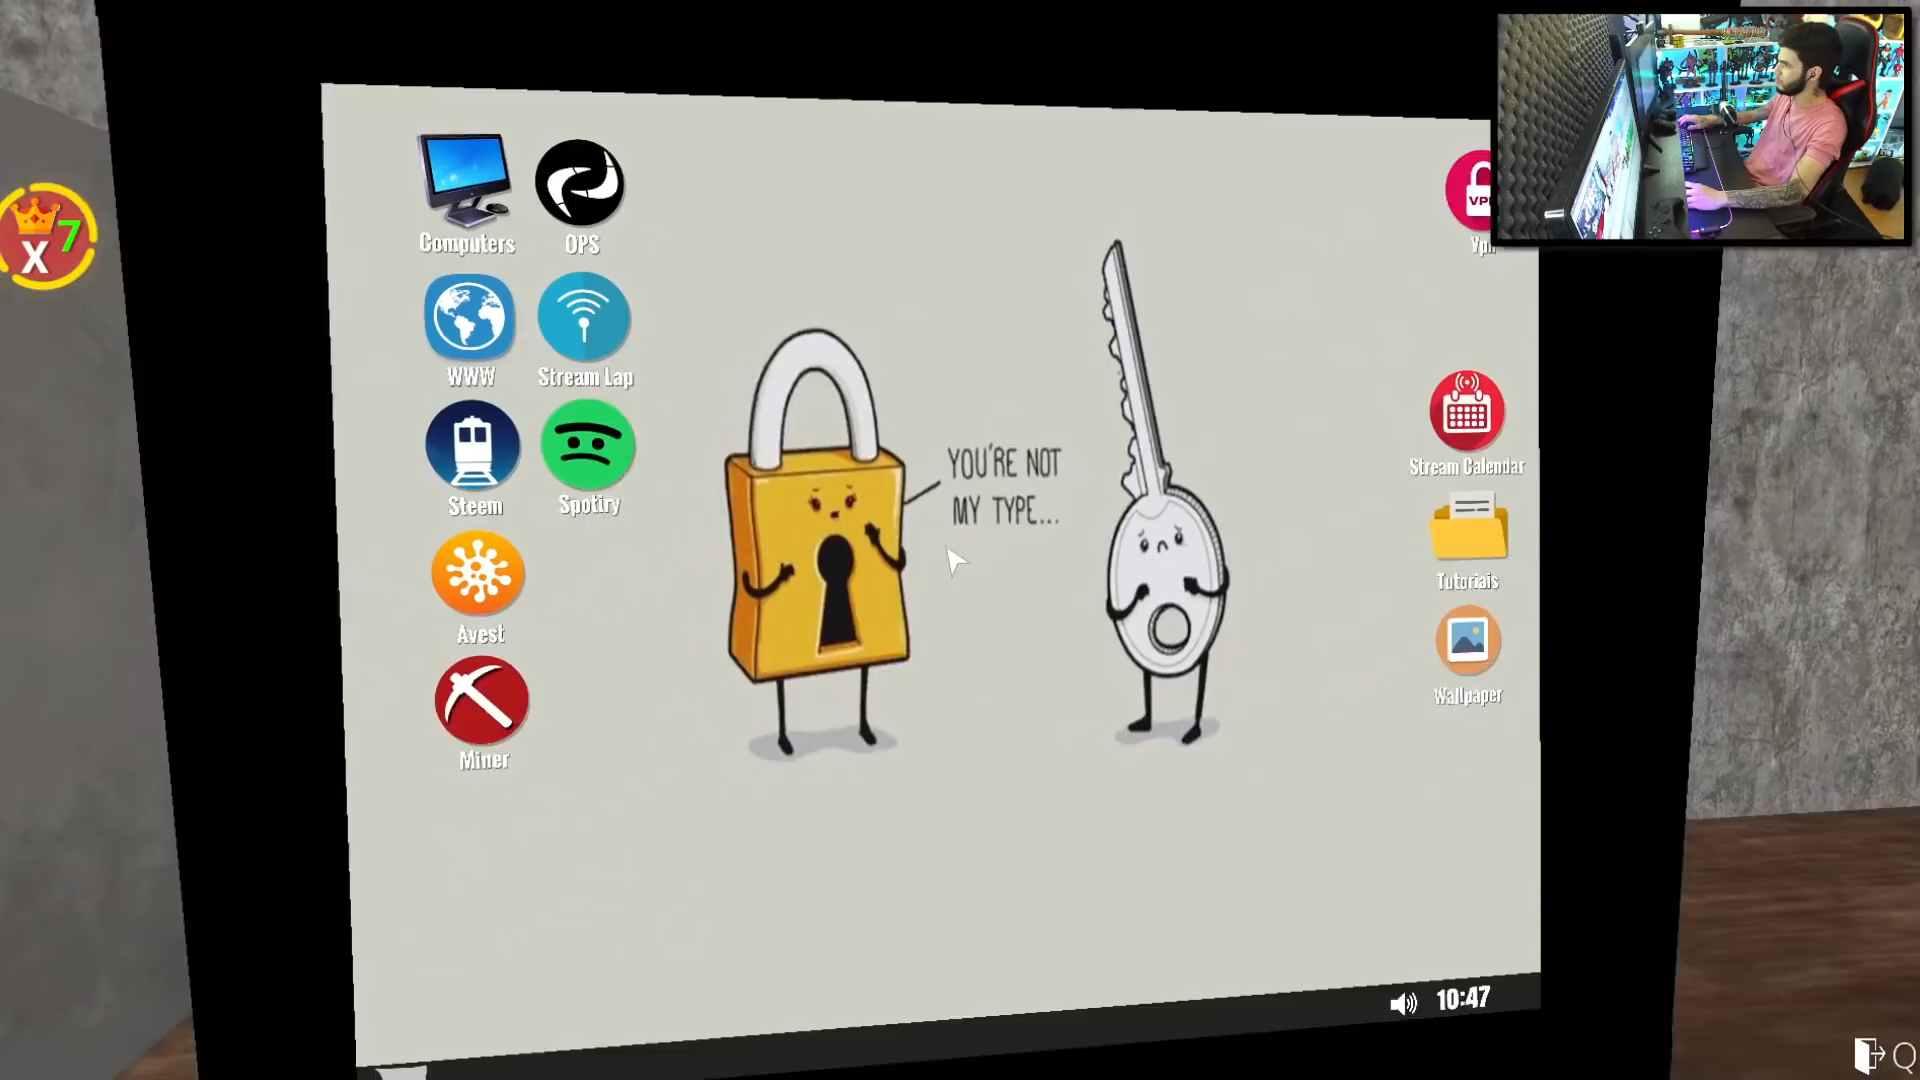 X 7
Computers
OPS
VPN
Vpn
WWW
Stream Lap
Steem
Spotiry
YOU'RE NOT
MY TYPE...
Stream Calendar
Avest
Tutorials
Miner
Wallpaper
10:47
Q